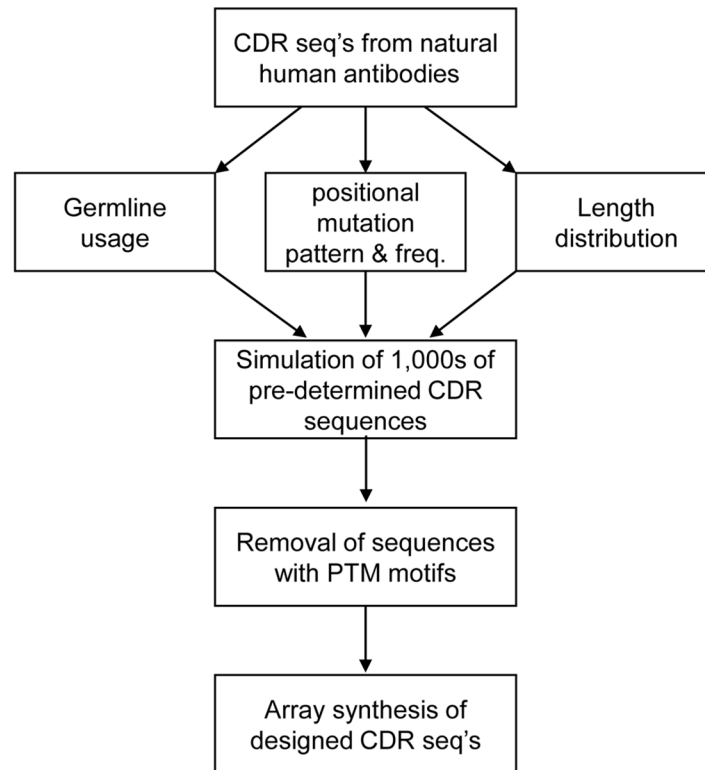 CDR seq's from natural
human antibodies
Germline
usage
positional
mutation
pattern & freq.
Length
distribution
Simulation of 1,000s of
pre-determined CDR
sequences
Removal of sequences
with PTM motifs
Array synthesis of
designed CDR seq's